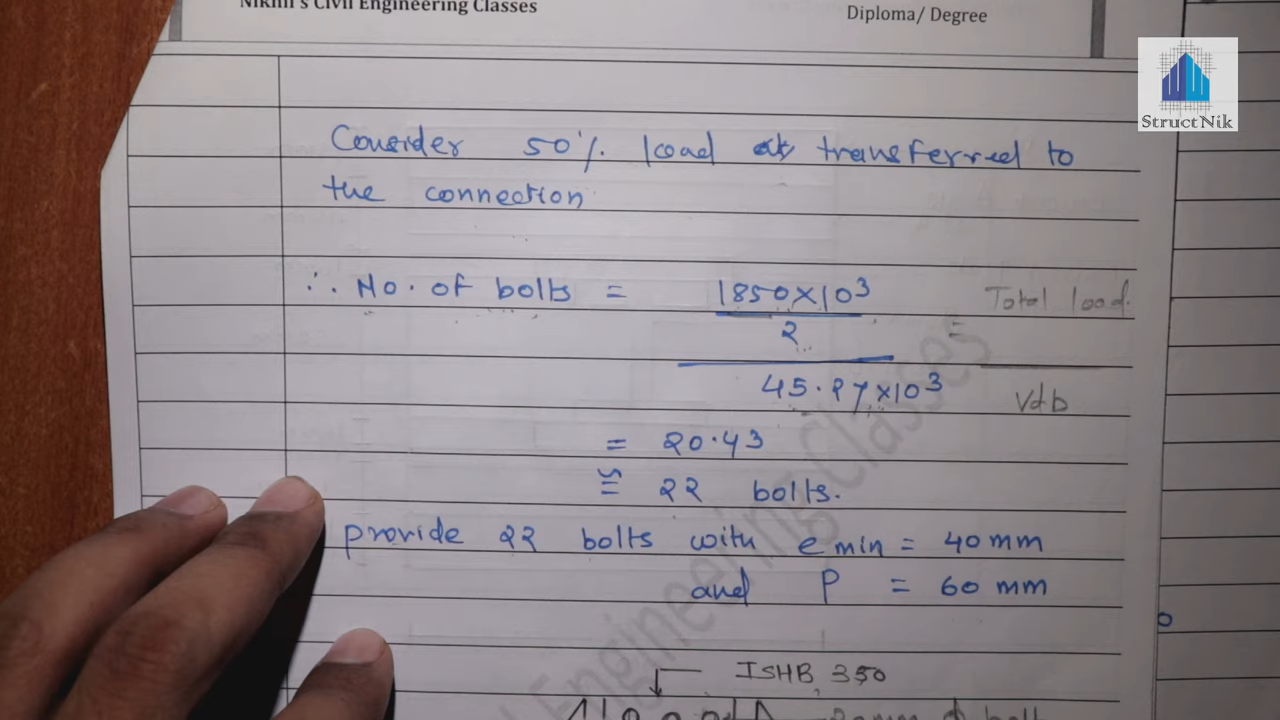 Nikhil's Civil Engineering Classes
Diploma/ Degree
StructNik
Consider 50% load transferred to
the connection
∴ No. of bolts = 1850×10³ Total load.
2 =
45.27×10³ Vdb
= 20.43
≅ 22 bolts.
provide 22 bolts with e min = 40 mm
and P = 60 mm
ISHB 350
Engineering Classes